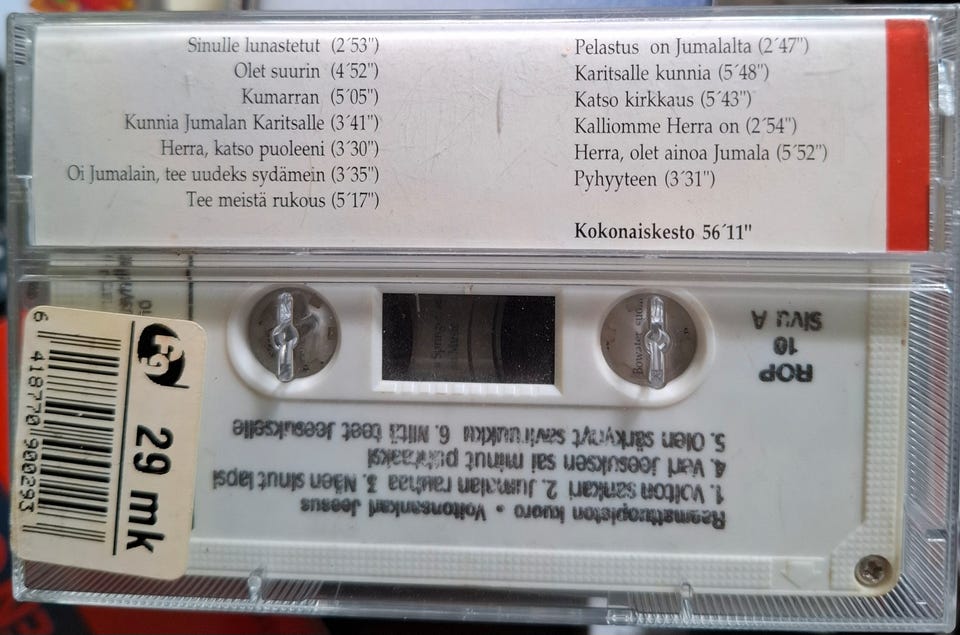 Sinulle lunastetut (2´53")
Olet suurin (4´52")
Kumarran (5´05")
Kunnia Jumalan Karitsalle (3´41")
Herra, katso puoleeni (3´30")
Oi Jumalain, tee uudeks sydämein (3´35")
Tee meistä rukous (5´17")
Pelastus on Jumalalta (2´47")
Karitsalle kunnia (5´48")
Katso kirkkaus (5´43")
Kalliomme Herra on (2´54")
Herra, olet ainoa Jumala (5´52")
Pyhyyteen (3´31")
Kokonaiskesto 56´11"
Raamattuopiston kuoro • Voitonsankari Jeesus
1. Voiton sankari 2. Jumalan rauhaa 3. Näen sinut lapsi
4. Veri Jeesuksen sai minut puhtaaksi
5. Olen särkynyt saviruukku 6. Mitä teet Jeesukselle
ROP
10
Sivu A
29 mk
6 418770 900293